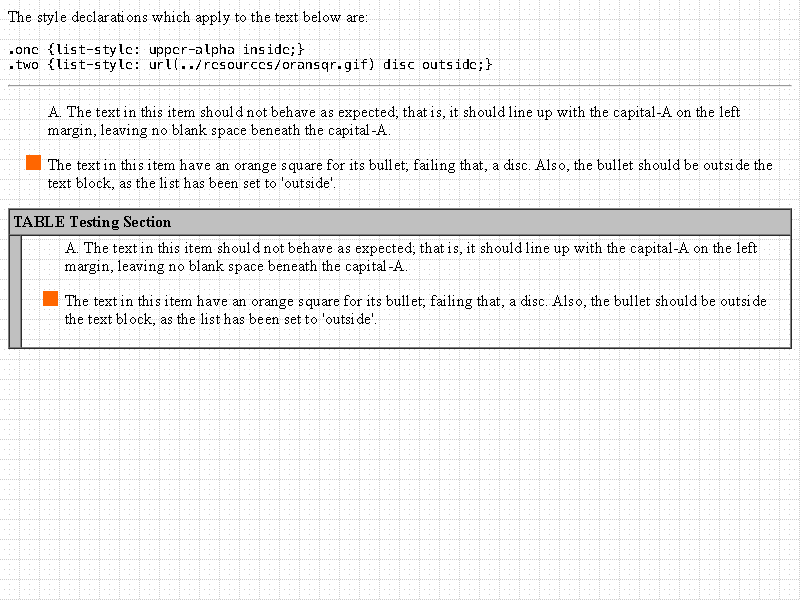 The style declarations which apply to the text below are:
.one {list-style: upper-alpha inside;}
.two {list-style: url(../resources/oransqr.gif) disc outside;}
A. The text in this item should not behave as expected; that is, it should line up with the capital-A on the left
margin, leaving no blank space beneath the capital-A.
The text in this item have an orange square for its bullet; failing that, a disc. Also, the bullet should be outside the
text block, as the list has been set to 'outside'.
TABLE Testing Section
A. The text in this item should not behave as expected; that is, it should line up with the capital-A on the left
margin, leaving no blank space beneath the capital-A.
The text in this item have an orange square for its bullet; failing that, a disc. Also, the bullet should be outside
the text block, as the list has been set to 'outside'.